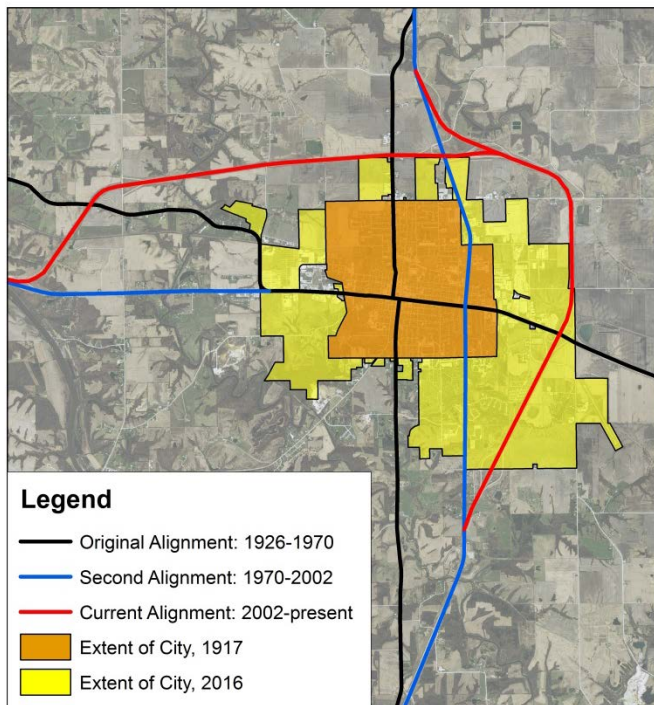 Legend
Original Alignment: 1926-1970
Second Alignment: 1970-2002
Current Alignment: 2002-present
Extent of City, 1917
Extent of City, 2016